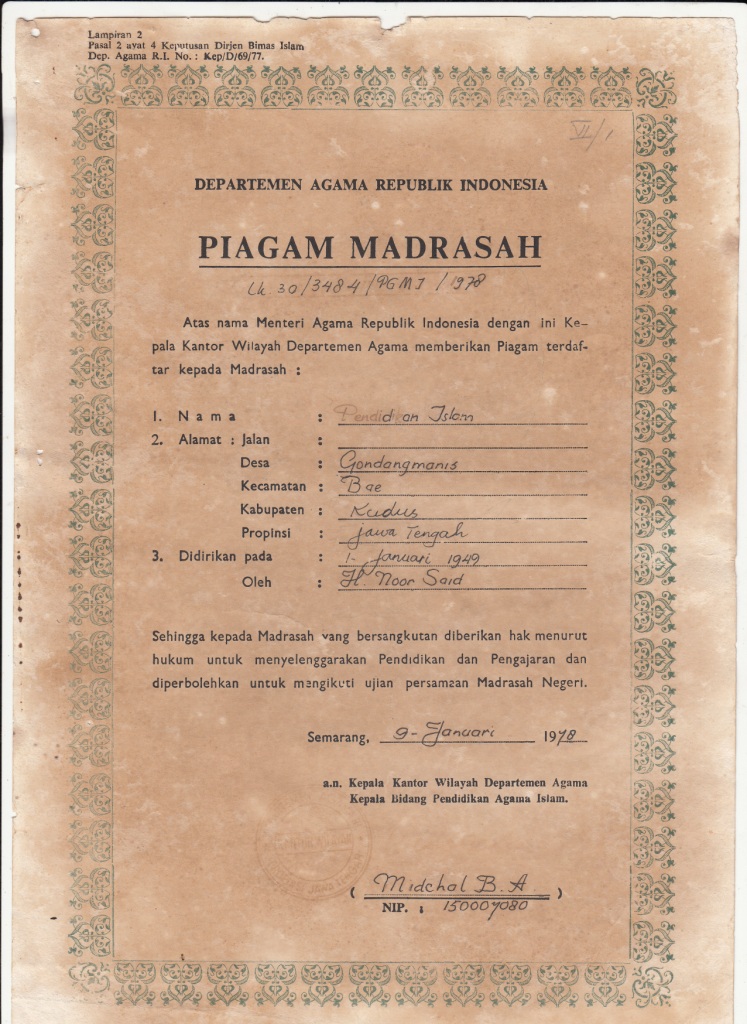 Lampiran 2
Pasal 2 ayat 4 Keputusan Dirjen Bimas Islam
Dep. Agama R.I. No. : Kep/D/69/77.
VII/1
DEPARTEMEN AGAMA REPUBLIK INDONESIA
PIAGAM MADRASAH
Lk. 30/3484/PGMI/1978
Atas nama Menteri Agama Republik Indonesia dengan ini Ke-
pala Kantor Wilayah Departemen Agama memberikan Piagam terdaf-
tar kepada Madrasah :
1. Nama : Pendidikan Islam
2. Alamat : Jalan :
Desa : Gondangmanis
Kecamatan : Bae
Kabupaten : Kudus
Propinsi : Jawa Tengah
3. Didirikan pada : 1- Januari 1949
Oleh : H. Noor Said
Sehingga kepada Madrasah yang bersangkutan diberikan hak menurut
hukum untuk menyelenggarakan Pendidikan dan Pengajaran dan
diperbolehkan untuk mengikuti ujian persamaan Madrasah Negeri.
Semarang, 9-Januari 1978
a.n. Kepala Kantor Wilayah Departemen Agama
Kepala Bidang Pendidikan Agama Islam.
( Midchol B.A. )
NIP. : 150007080